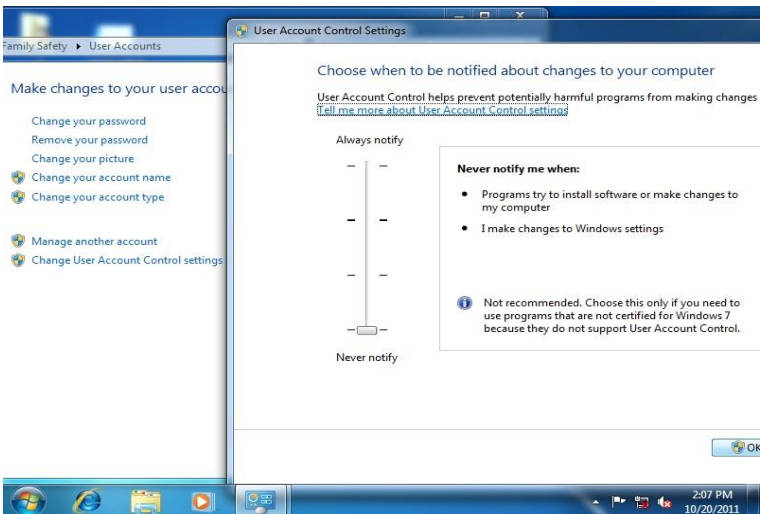 User Account Control Settings
Family Safety ▸ User Accounts
Make changes to your user accou
Change your password
Remove your password
Change your picture
Change your account name
Change your account type
Manage another account
Change User Account Control settings
Choose when to be notified about changes to your computer
User Account Control helps prevent potentially harmful programs from making changes
Tell me more about User Account Control settings
Always notify
Never notify me when:
• Programs try to install software or make changes to
my computer
• I make changes to Windows settings
Not recommended. Choose this only if you need to
use programs that are not certified for Windows 7
because they do not support User Account Control.
Never notify
OK
2:07 PM
10/20/2011